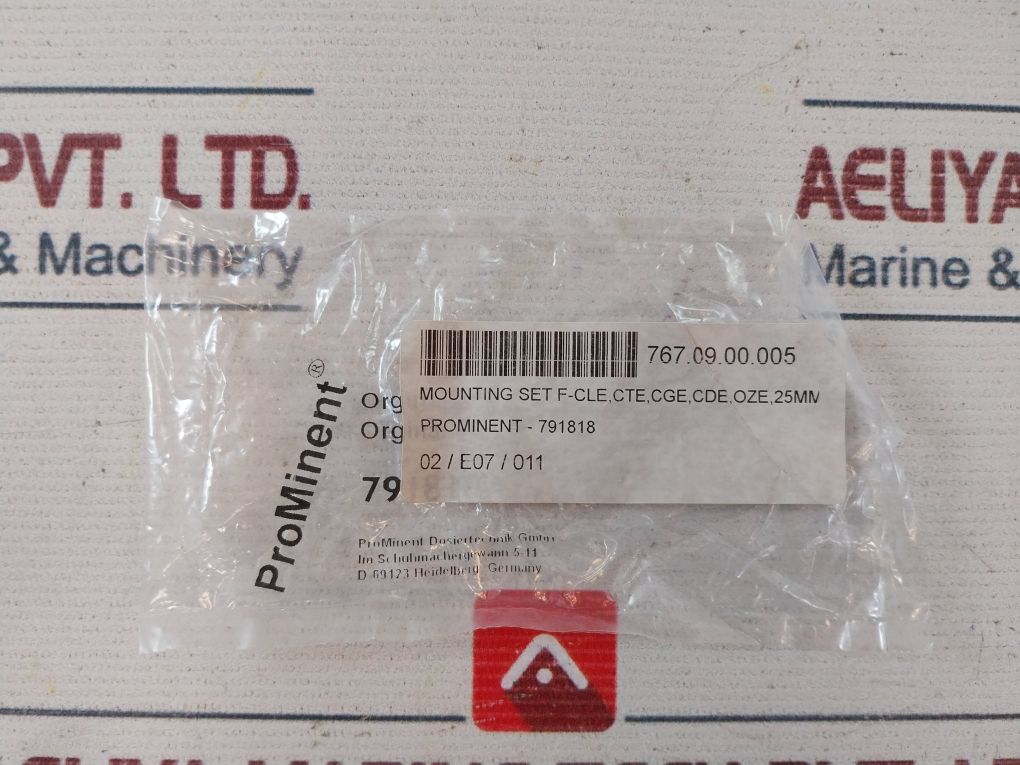 PVT. LTD.
& Machinery
AELIYA
Marine &
ProMinent®
Org
Org
767.09.00.005
MOUNTING SET F-CLE,CTE,CGE,CDE,OZE,25MM
PROMINENT - 791818
02 / E07 / 011
7918
ProMinent Dosiertechnik GmbH
Im Schuhmachergewann 5-11
D-69123 Heidelberg, Germany